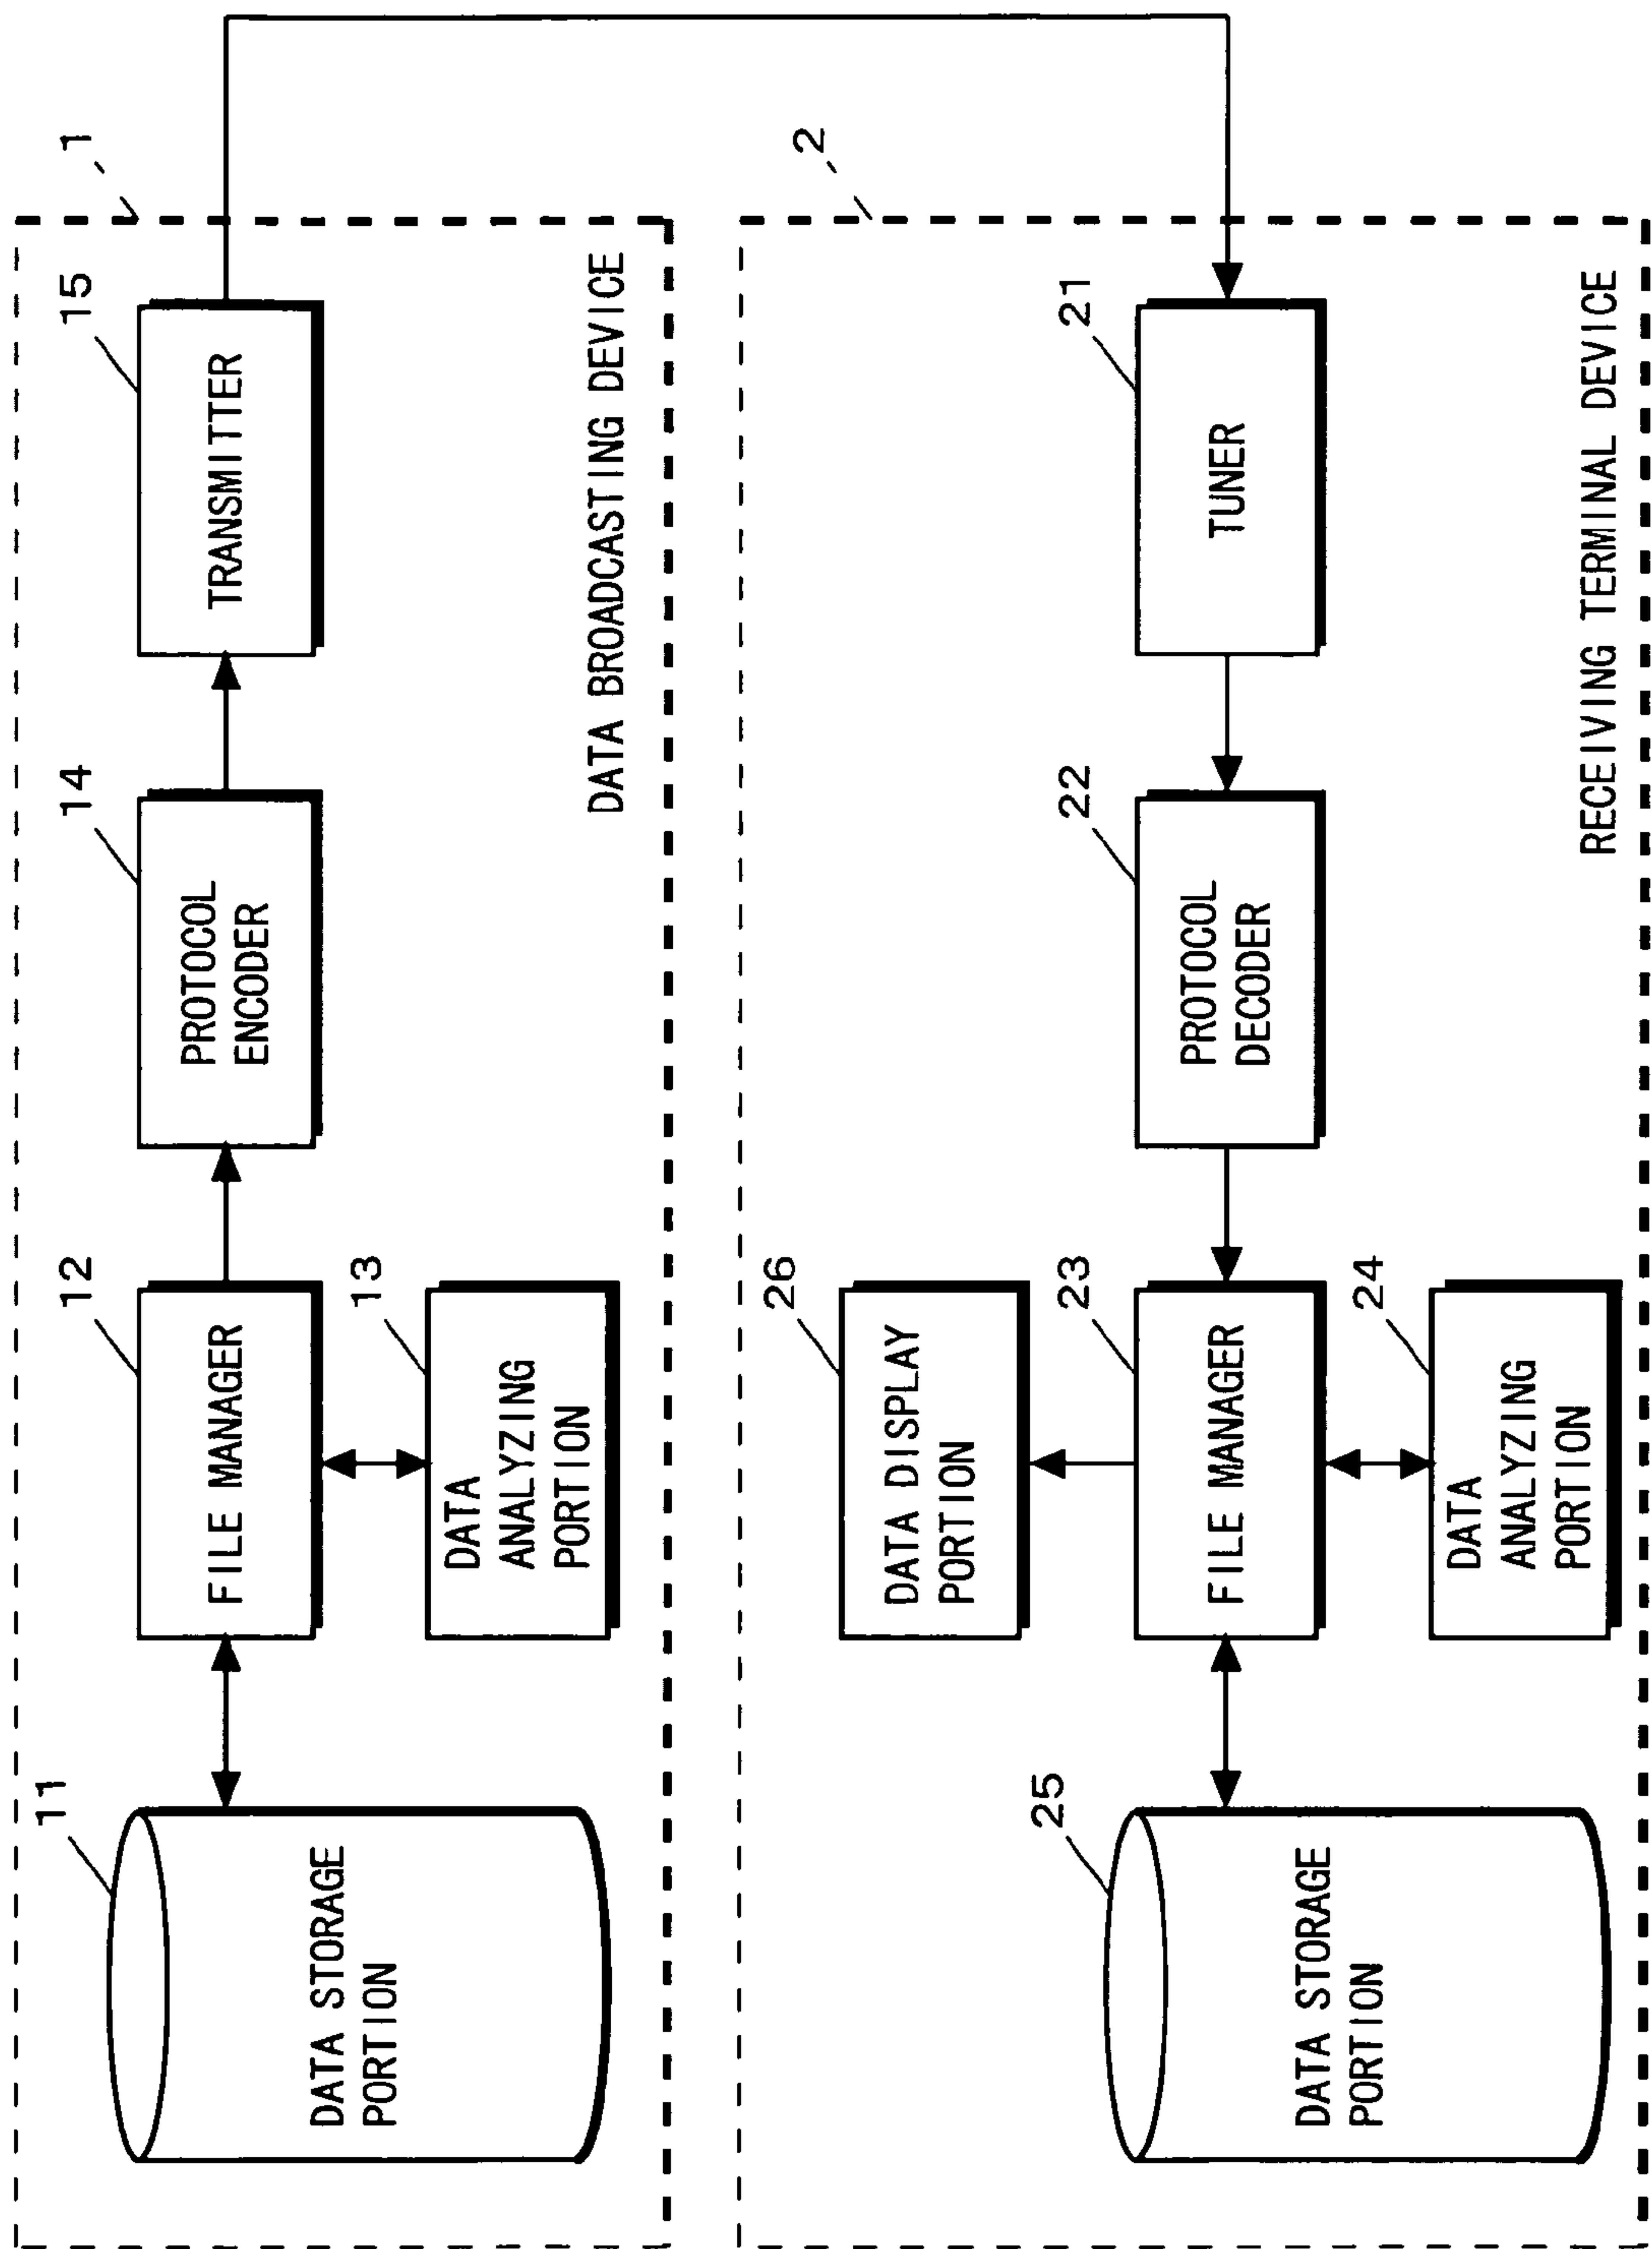 1
11
DATA STORAGE
PORTION
12
FILE MANAGER
13
DATA
ANALYZING
PORTION
14
PROTOCOL
ENCODER
15
TRANSMITTER
DATA BROADCASTING DEVICE
2
25
DATA STORAGE
PORTION
26
DATA DISPLAY
PORTION
23
FILE MANAGER
24
DATA
ANALYZING
PORTION
22
PROTOCOL
DECODER
21
TUNER
RECEIVING TERMINAL DEVICE